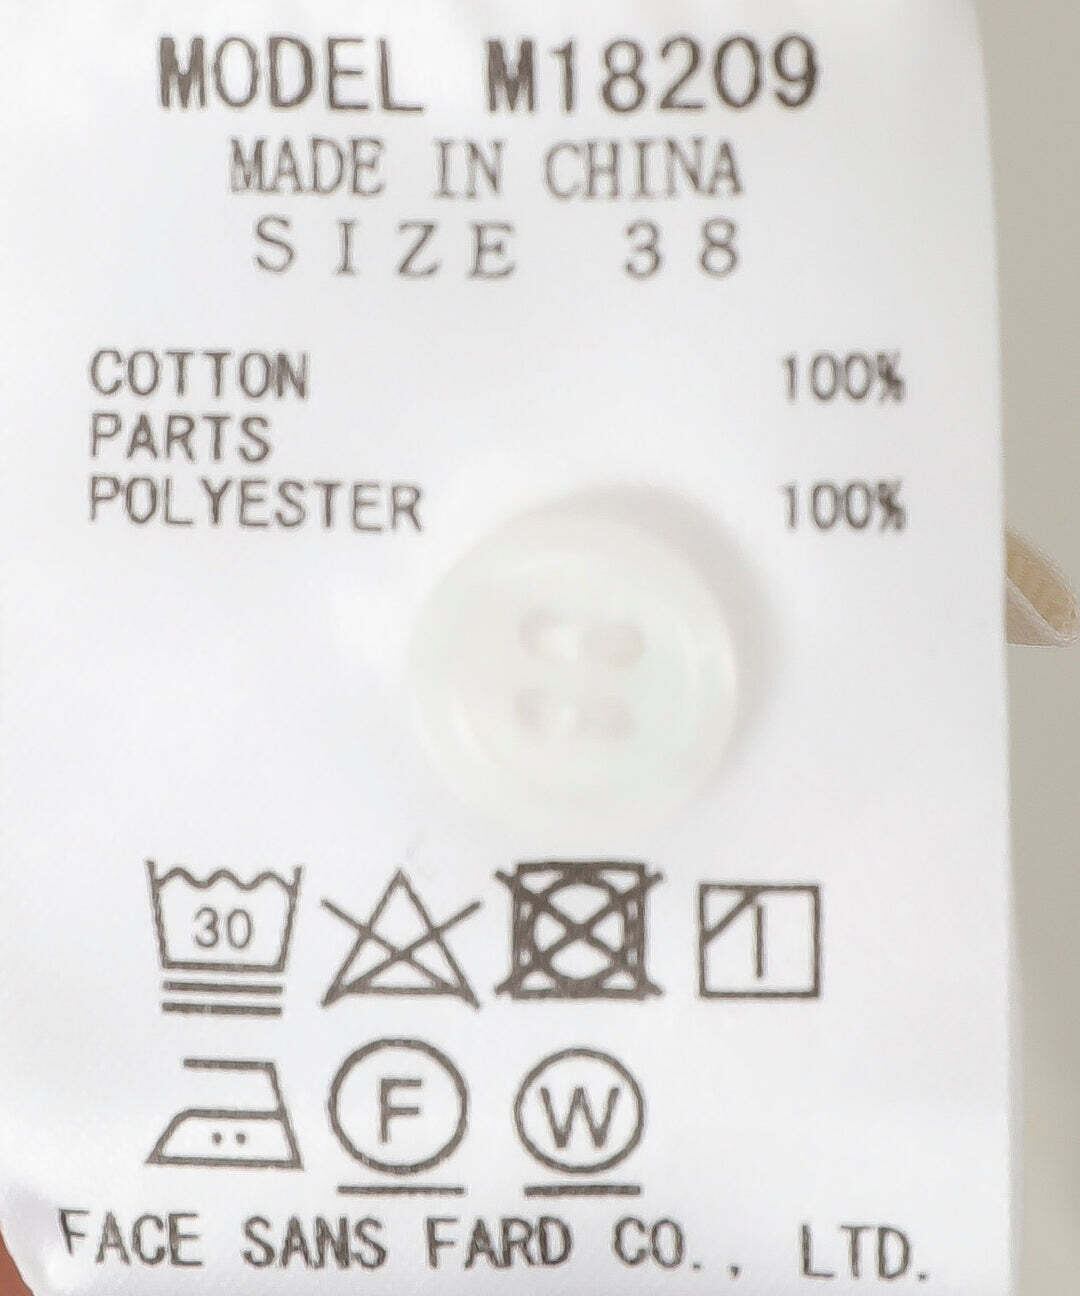 MODEL M18209
MADE IN CHINA
SIZE 38
COTTON 100%
PARTS
POLYESTER 100%
30
F W
FACE SANS FARD CO., LTD.